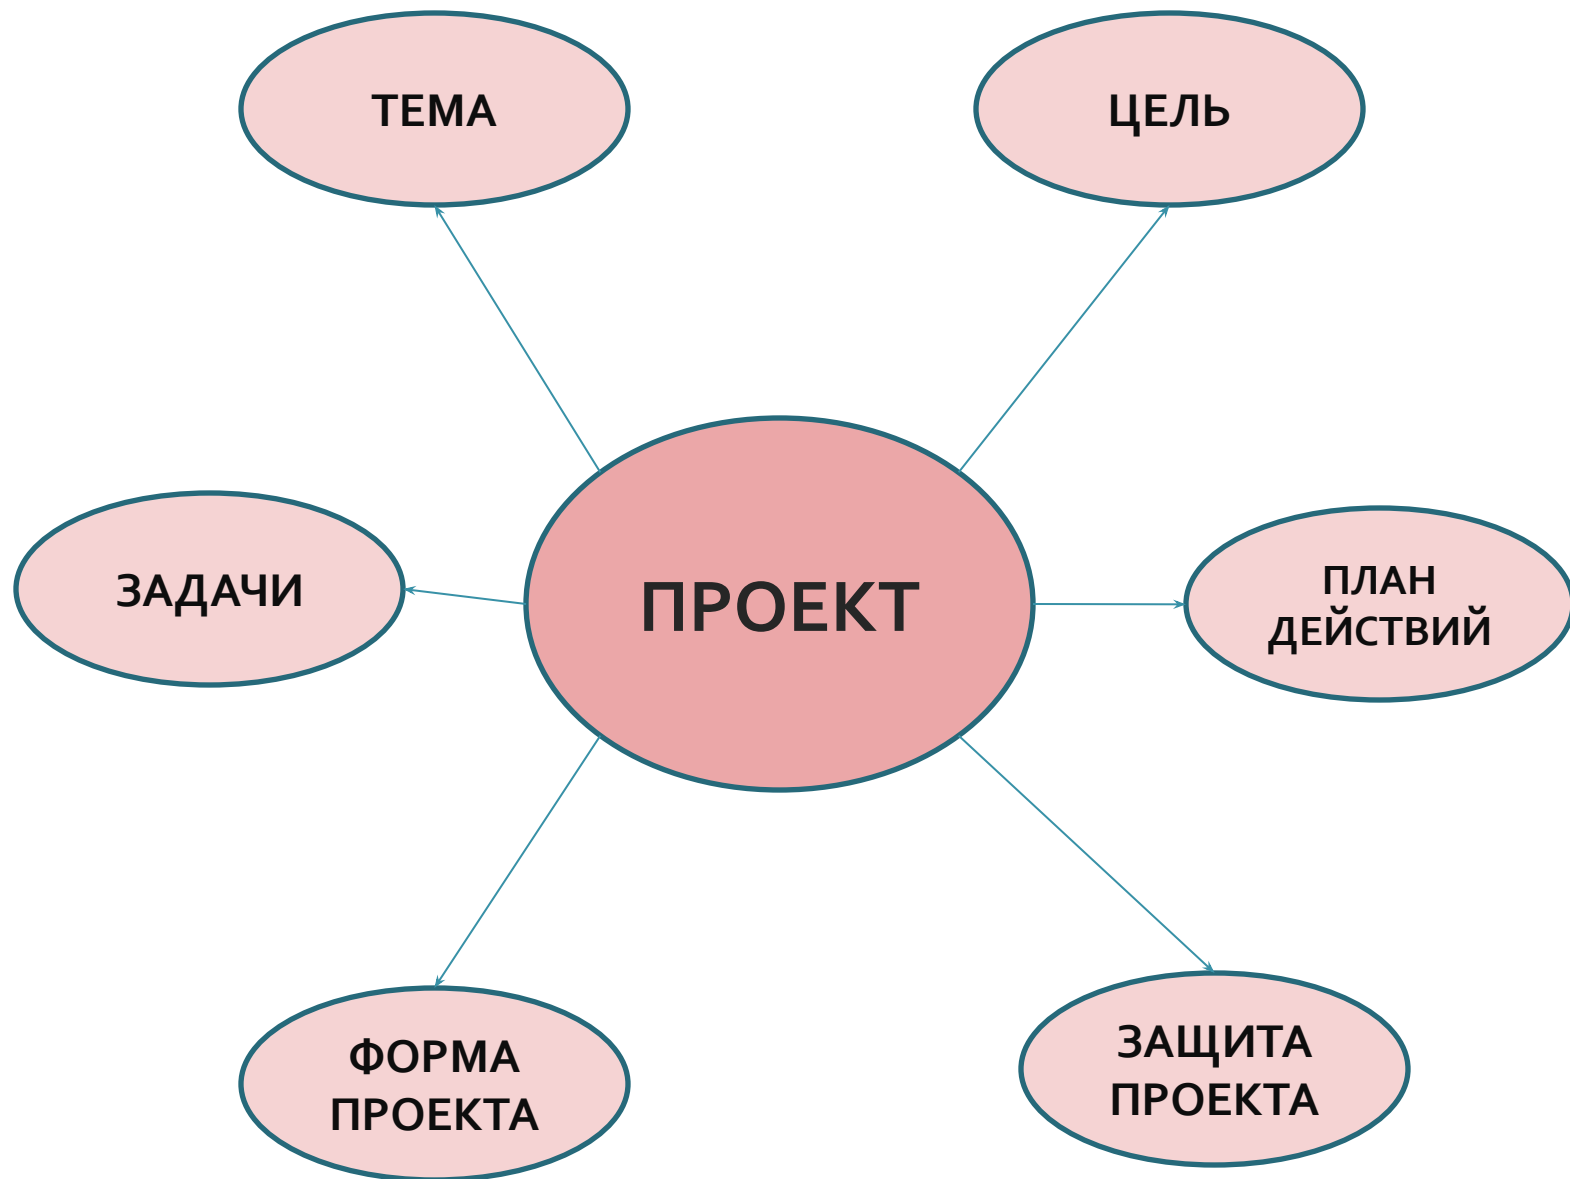 ТЕМА
ЦЕЛЬ
ЗАДАЧИ
ПРОЕКТ
ПЛАН
ДЕЙСТВИЙ
ФОРМА
ПРОЕКТА
ЗАЩИТА
ПРОЕКТА